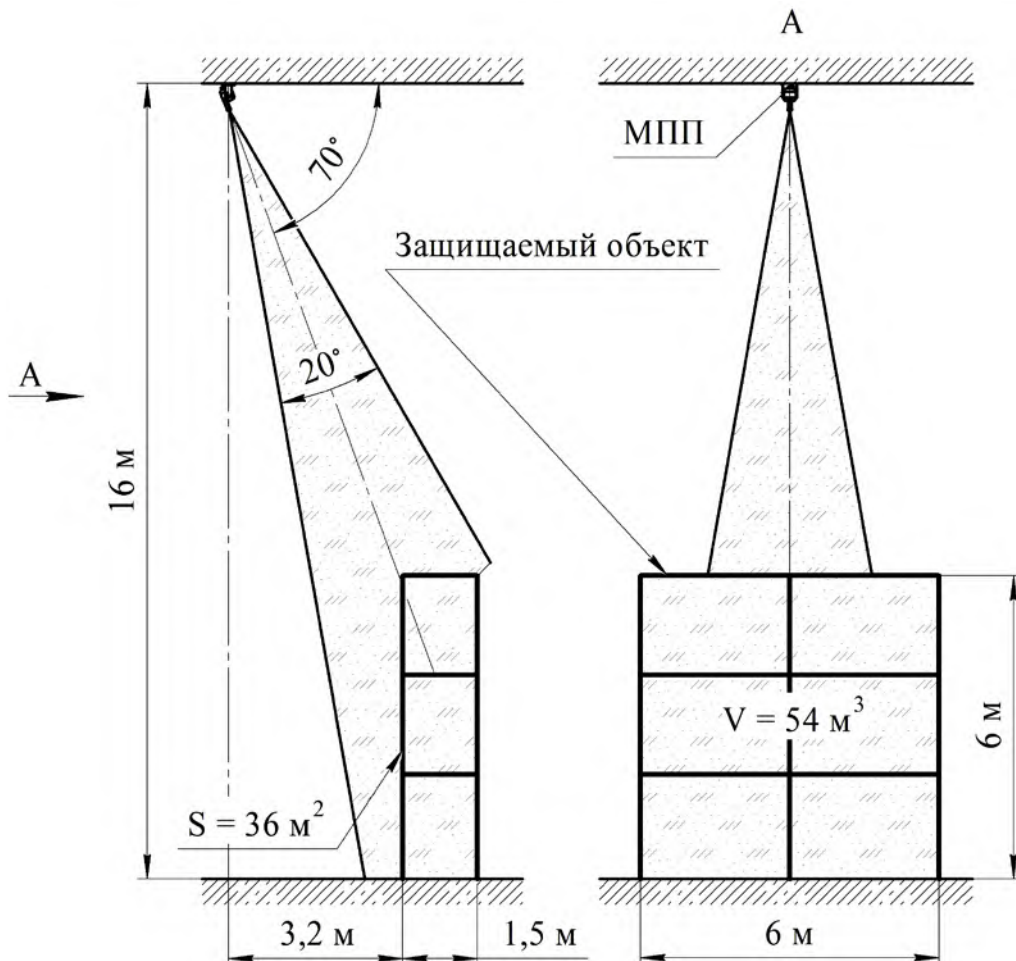 А
МПП
70°
Защищаемый объект
20°
А
16 м
V = 54 м³
6 м
S = 36 м²
3,2 м
1,5 м
6 м